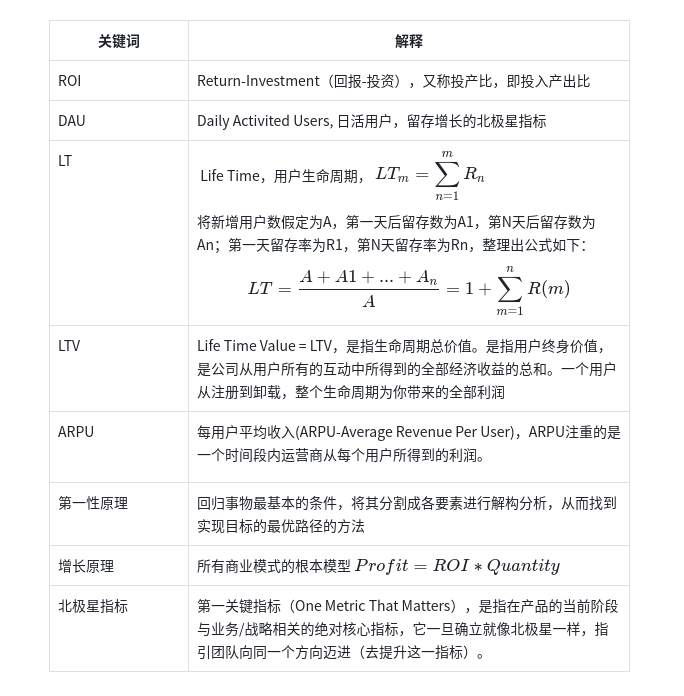 关键词 解释
ROI Return-Investment（回报-投资），又称投产比，即投入产出比
DAU Daily Activited Users, 日活用户，留存增长的北极星指标
LT Life Time，用户生命周期， $LT_m = \sum_{n=1}^{m} R_n$
将新增用户数假定为A，第一天后留存数为A1，第N天后留存数为
An；第一天留存率为R1，第N天留存率为Rn，整理出公式如下：
$LT = \frac{A + A1 + ... + A_n}{A} = 1 + \sum_{m=1}^{n} R(m)$
LTV Life Time Value = LTV，是指生命周期总价值。是指用户终身价值，
是公司从用户所有的互动中所得到的全部经济收益的总和。一个用户
从注册到卸载，整个生命周期为你带来的全部利润
ARPU 每用户平均收入(ARPU-Average Revenue Per User)，ARPU注重的是
一个时间段内运营商从每个用户所得到的利润。
第一性原理 回归事物最基本的条件，将其分割成各要素进行解构分析，从而找到
实现目标的最优路径的方法
增长原理 所有商业模式的根本模型 $Profit = ROI * Quantity$
北极星指标 第一关键指标（One Metric That Matters），是指在产品的当前阶段
与业务/战略相关的绝对核心指标，它一旦确立就像北极星一样，指
引团队向同一个方向迈进（去提升这一指标）。